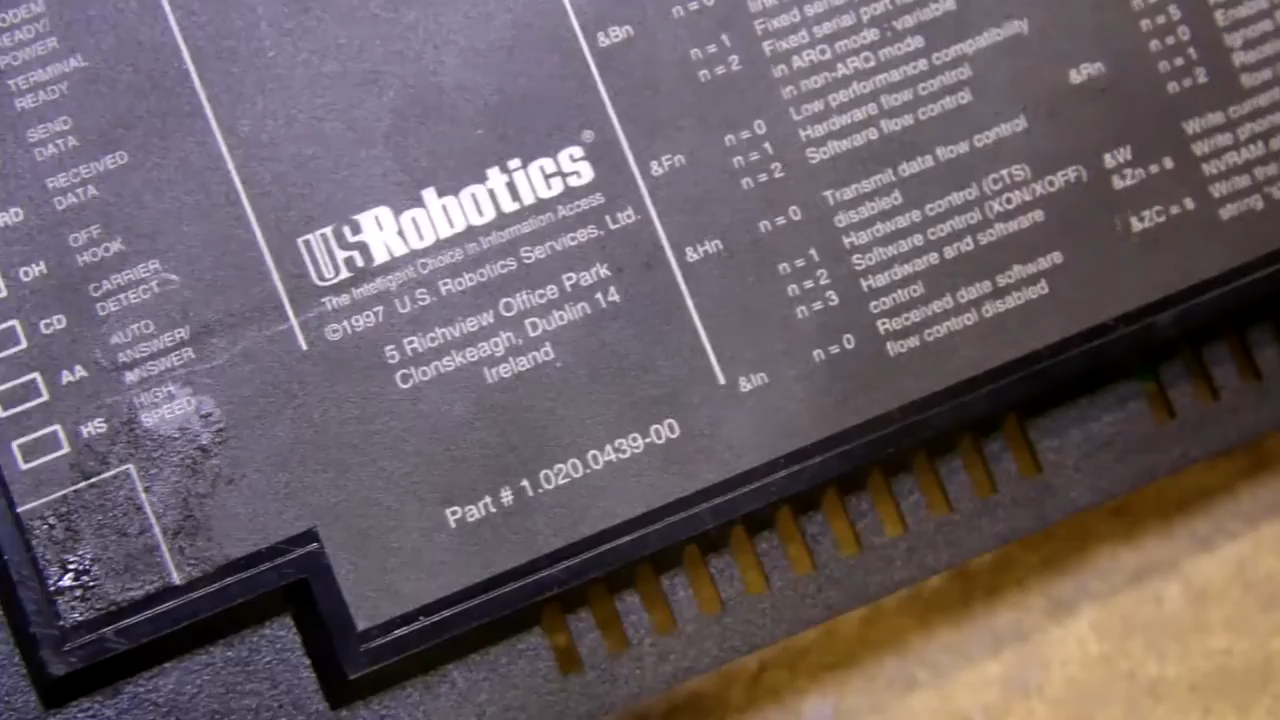 READY/
POWER
TERMINAL
READY
SEND
DATA
RECEIVED
DATA
RD
OFF
HOOK
OH
CARRIER
DETECT
CD
AUTO
ANSWER/
ANSWER
AA
HIGH
SPEED
HS
USRobotics®
The Intelligent Choice in Information Access
©1997 U.S. Robotics Services, Ltd.
5 Richview Office Park
Clonskeagh, Dublin 14
Ireland
Part # 1.020.0439-00
&Bn
n = 1 Fixed serial port
n = 2 in ARQ mode ; variable
in non-ARQ mode
&Fn n = 0 Low performance compatibility
n = 1 Hardware flow control
n = 2 Software flow control
&Hn n = 0 Transmit data flow control
disabled
n = 1 Hardware control (CTS)
n = 2 Software control (XON/XOFF)
n = 3 Hardware and software
control
&In n = 0 Received date software
flow control disabled
n = 5
&Rn n = 0
n = 1
n = 2
&W Write
&Zn = s Write
NVRAM
&ZC = s Write
string